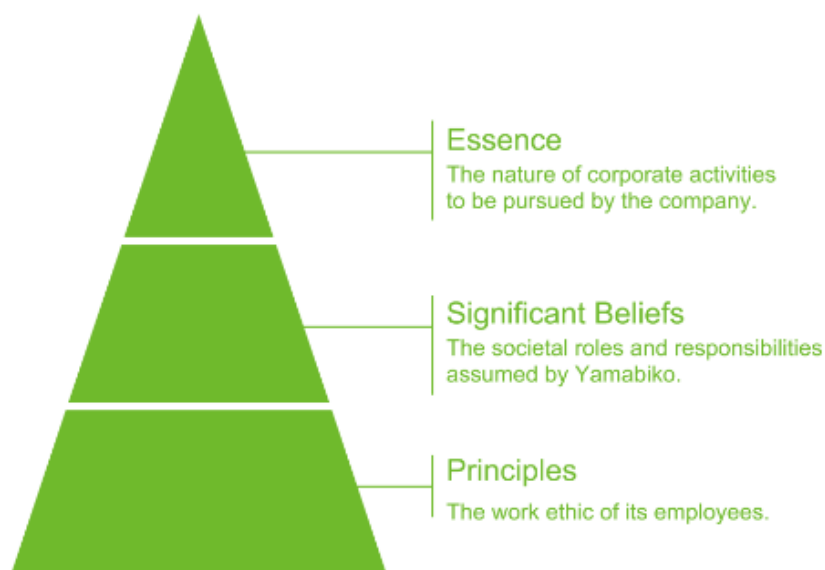 Essence
The nature of corporate activities
to be pursued by the company.
Significant Beliefs
The societal roles and responsibilities
assumed by Yamabiko.
Principles
The work ethic of its employees.